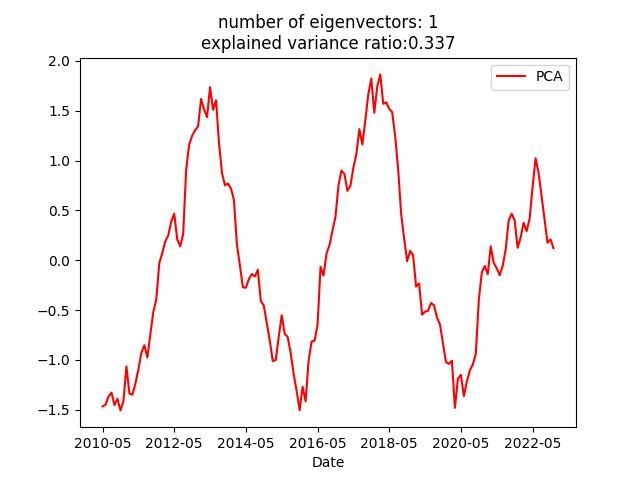 number of eigenvectors: 1
explained variance ratio:0.337
PCA
2.0
1.5
1.0
0.5
0.0
−0.5
−1.0
−1.5
2010-05 2012-05 2014-05 2016-05 2018-05 2020-05 2022-05
Date